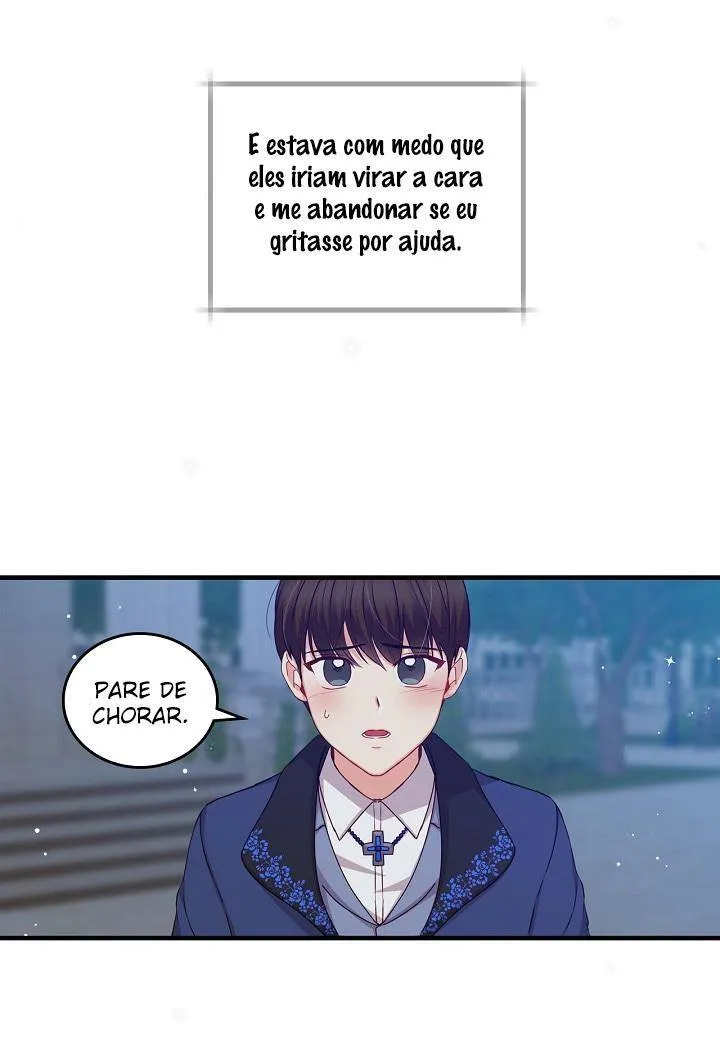 E estava com medo que
eles iriam virar a cara
e me abandonar se eu
gritasse por ajuda.
PARE DE
CHORAR.